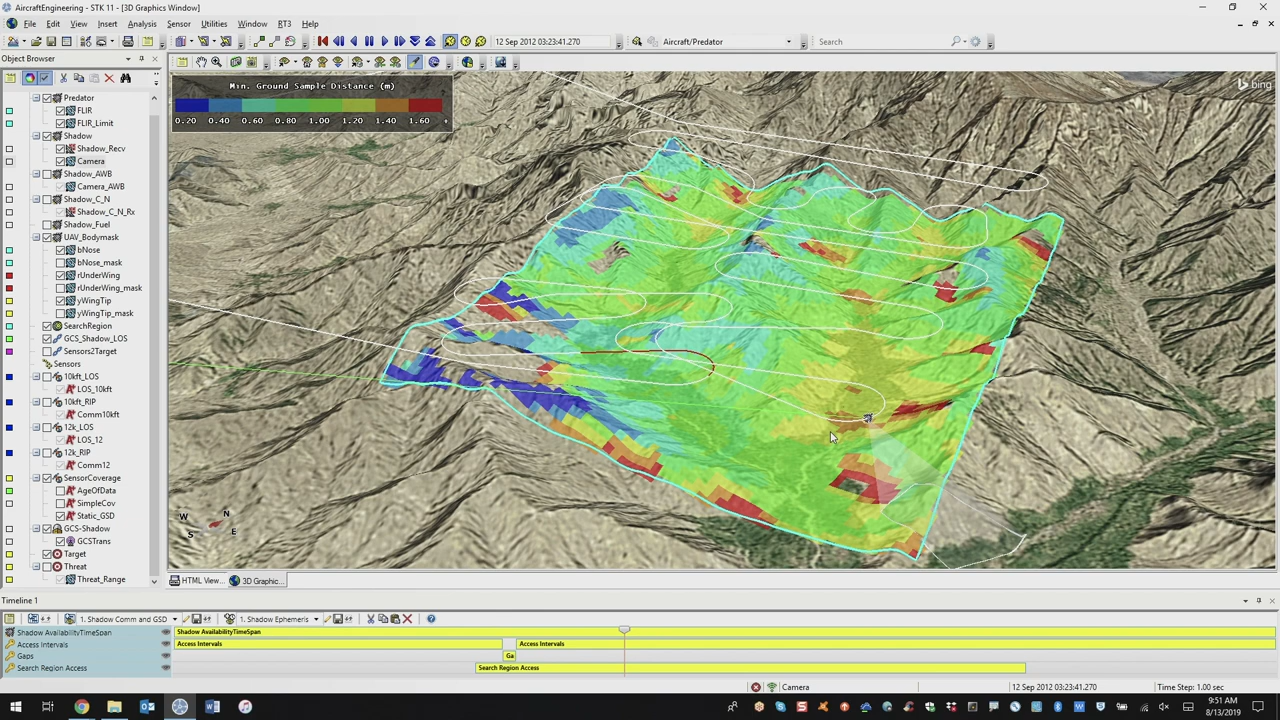 AircraftEngineering - STK 11 - [3D Graphics Window]
File Edit View Insert Analysis Sensor Utilities Window RT3 Help
12 Sep 2012 03:23:41.270 Aircraft/Predator Search
Object Browser
Min. Ground Sample Distance (m)
0.20 0.40 0.60 0.80 1.00 1.20 1.40 1.60 +
bing
Predator
FLIR
FLIR_Limit
Shadow
Shadow_Recv
Camera
Shadow_AWB
Camera_AWB
Shadow_C_N
Shadow_C_N_Rx
Shadow_Fuel
UAV_Bodymask
bNose
bNose_mask
rUnderWing
rUnderWing_mask
yWingTip
yWingTip_mask
SearchRegion
GCS_Shadow_LOS
Sensors2Target
Sensors
10kft_LOS
LOS_10kft
10kft_RIP
Comm10kft
12k_LOS
LOS_12
12k_RIP
Comm12
SensorCoverage
AgeOfData
SimpleCov
Static_GSD
GCS-Shadow
GCSTrans
Target
Threat
Threat_Range
W N
S E
HTML View... 3D Graphic...
Timeline 1
1. Shadow Comm and GSD 1. Shadow Ephemeris
Shadow AvailabilityTimeSpan Shadow AvailabilityTimeSpan
Access Intervals Access Intervals Access Intervals
Gaps Ga
Search Region Access Search Region Access
Camera 12 Sep 2012 03:23:41.270 Time Step: 1.00 sec
9:51 AM
8/13/2019